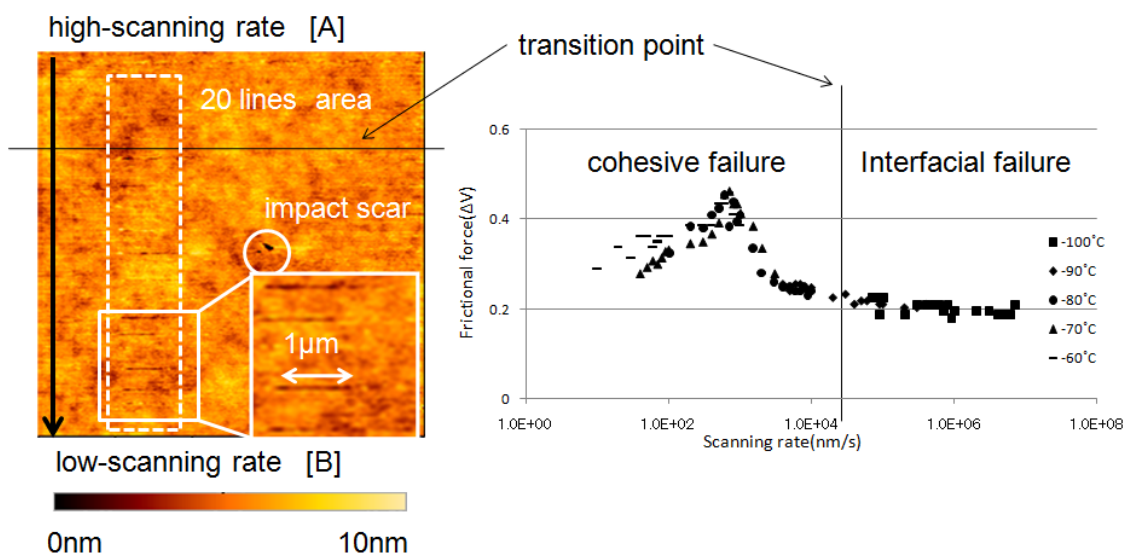 high-scanning rate [A]
transition point
20 lines area
impact scar
1μm
low-scanning rate [B]
0nm
10nm
cohesive failure
Interfacial failure
Frictional force(ΔV)
0.6
0.4
0.2
0
1.0E+00
1.0E+02
1.0E+04
1.0E+06
1.0E+08
Scanning rate(nm/s)
-100˚C
-90˚C
-80˚C
-70˚C
-60˚C